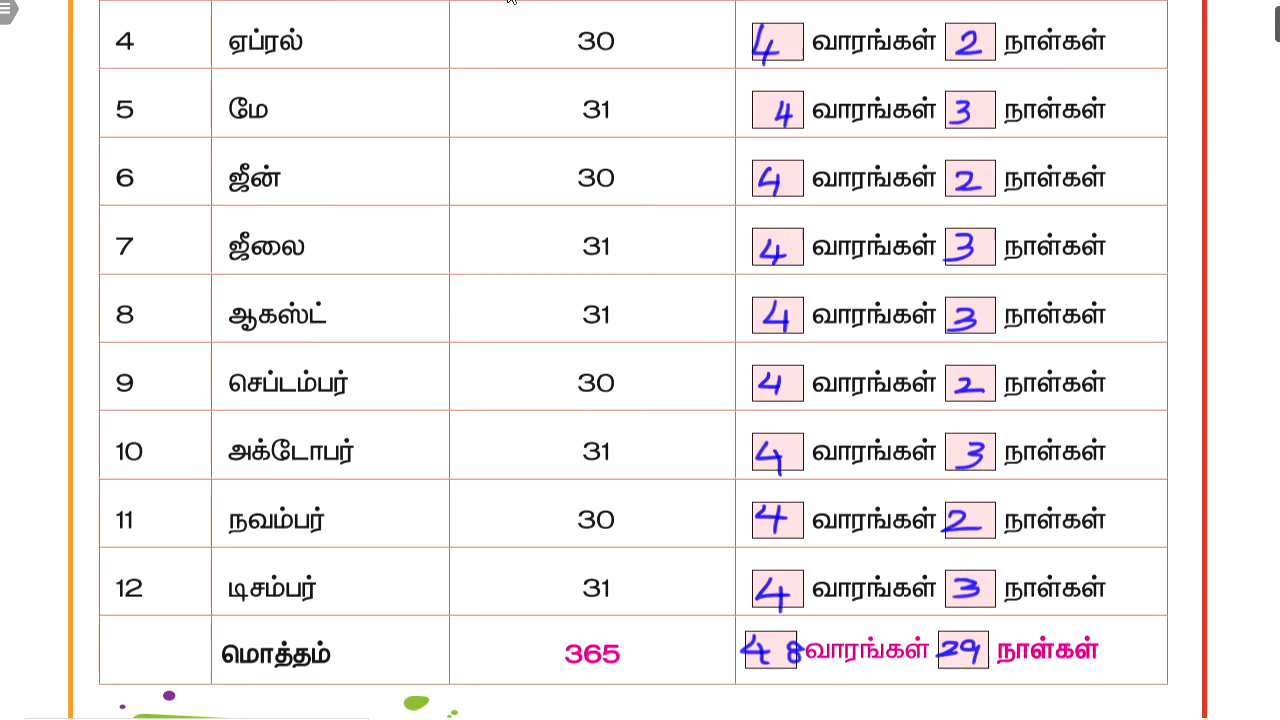 4 ஏப்ரல் 30 4 வாரங்கள் 2 நாள்கள்
5 மே 31 4 வாரங்கள் 3 நாள்கள்
6 ஜீன் 30 4 வாரங்கள் 2 நாள்கள்
7 ஜீலை 31 4 வாரங்கள் 3 நாள்கள்
8 ஆகஸ்ட் 31 4 வாரங்கள் 3 நாள்கள்
9 செப்டம்பர் 30 4 வாரங்கள் 2 நாள்கள்
10 அக்டோபர் 31 4 வாரங்கள் 3 நாள்கள்
11 நவம்பர் 30 4 வாரங்கள் 2 நாள்கள்
12 டிசம்பர் 31 4 வாரங்கள் 3 நாள்கள்
மொத்தம் 365 48 வாரங்கள் 29 நாள்கள்